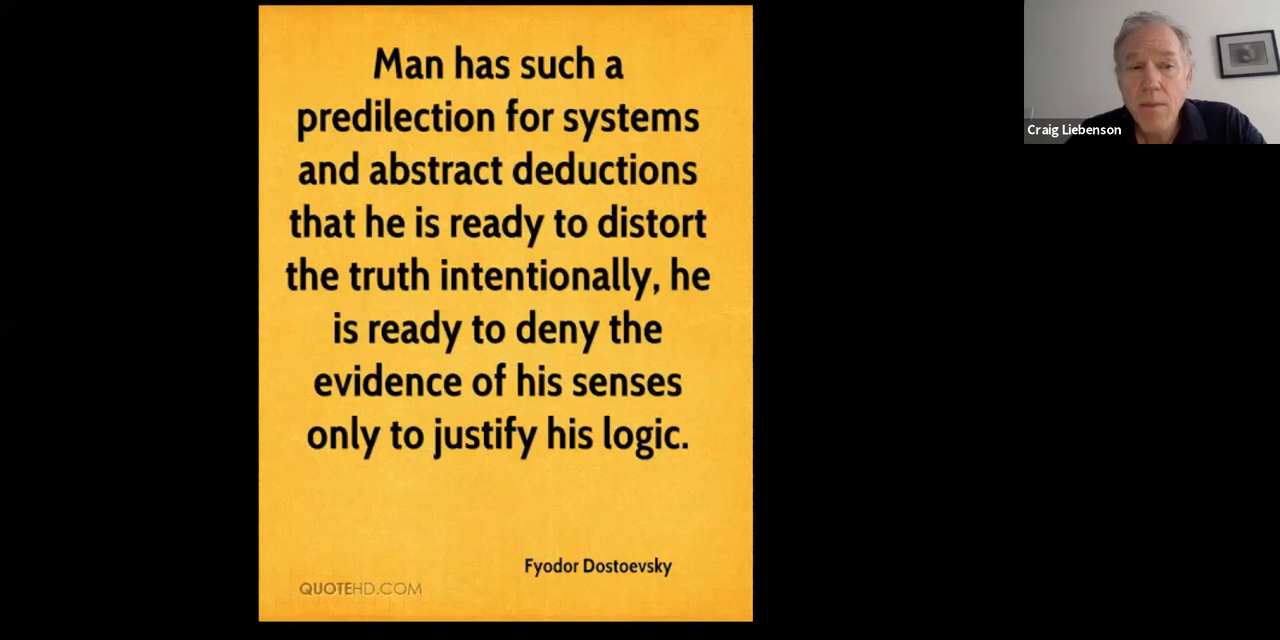 Man has such a
predilection for systems
and abstract deductions
that he is ready to distort
the truth intentionally, he
is ready to deny the
evidence of his senses
only to justify his logic.
Fyodor Dostoevsky
QUOTEHD.COM
Craig Liebenson